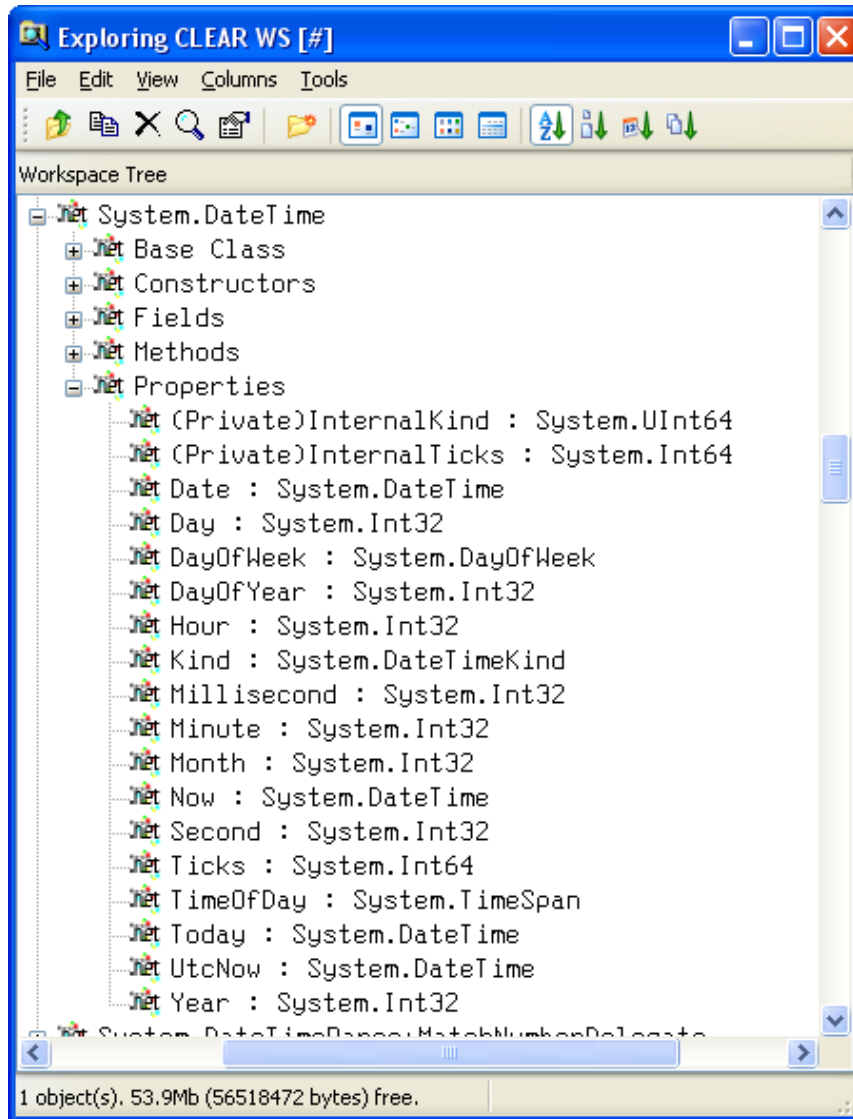 Exploring CLEAR WS [#]
File Edit View Columns Tools
Workspace Tree
System.DateTime
Base Class
Constructors
Fields
Methods
Properties
(Private)InternalKind : System.UInt64
(Private)InternalTicks : System.Int64
Date : System.DateTime
Day : System.Int32
DayOfWeek : System.DayOfWeek
DayOfYear : System.Int32
Hour : System.Int32
Kind : System.DateTimeKind
Millisecond : System.Int32
Minute : System.Int32
Month : System.Int32
Now : System.DateTime
Second : System.Int32
Ticks : System.Int64
TimeOfDay : System.TimeSpan
Today : System.DateTime
UtcNow : System.DateTime
Year : System.Int32
1 object(s). 53.9Mb (56518472 bytes) free.